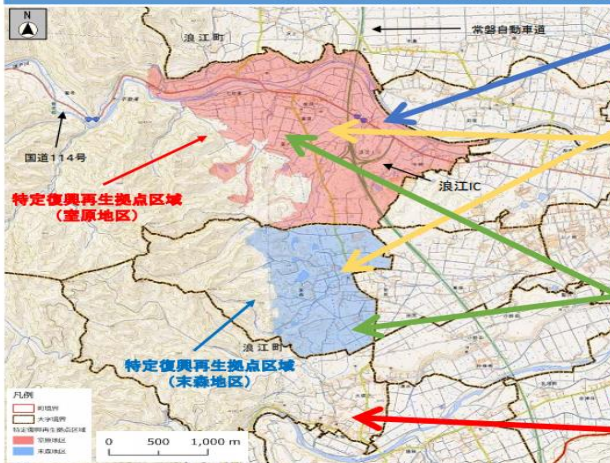 N
浪江町
常磐自動車道
国道114号
浪江IC
特定復興再生拠点区域
（室原地区）
特定復興再生拠点区域
（末森地区）
浪江町
凡例
町境界
大字境界
特定復興再生拠点区域
室原地区
末森地区
0 500 1,000 m